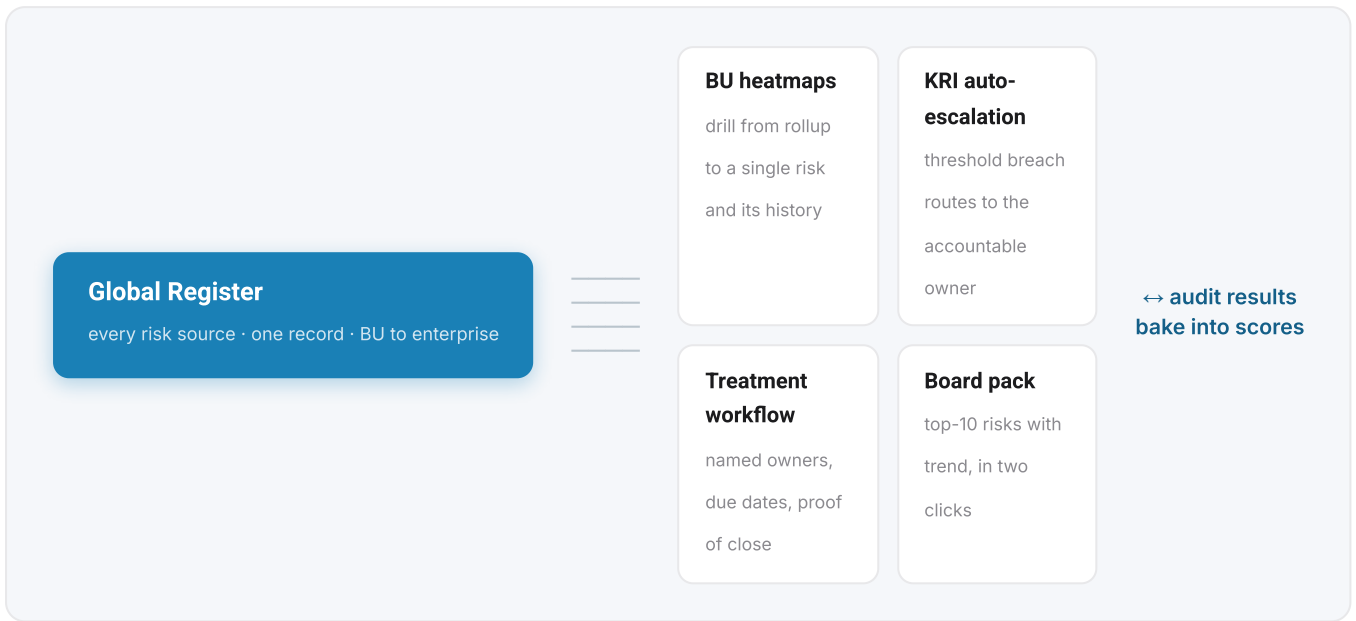 Global Register
every risk source · one record · BU to enterprise
BU heatmaps
drill from rollup
to a single risk
and its history
KRI auto-
escalation
threshold breach
routes to the
accountable
owner
Treatment
workflow
named owners,
due dates, proof
of close
Board pack
top-10 risks with
trend, in two
clicks
↔ audit results
bake into scores